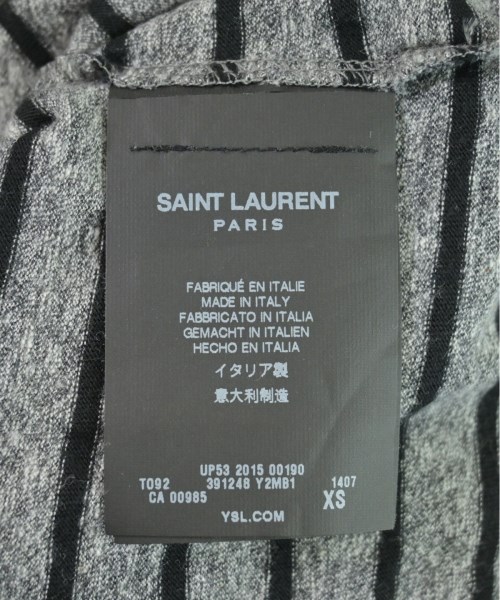 SAINT LAURENT
PARIS
FABRIQUÉ EN ITALIE
MADE IN ITALY
FABBRICATO IN ITALIA
GEMACHT IN ITALIEN
HECHO EN ITALIA
イタリア製
意大利制造
UP53 2015 00190
T092 391248 Y2MB1 1407
CA 00985 XS
YSL.COM